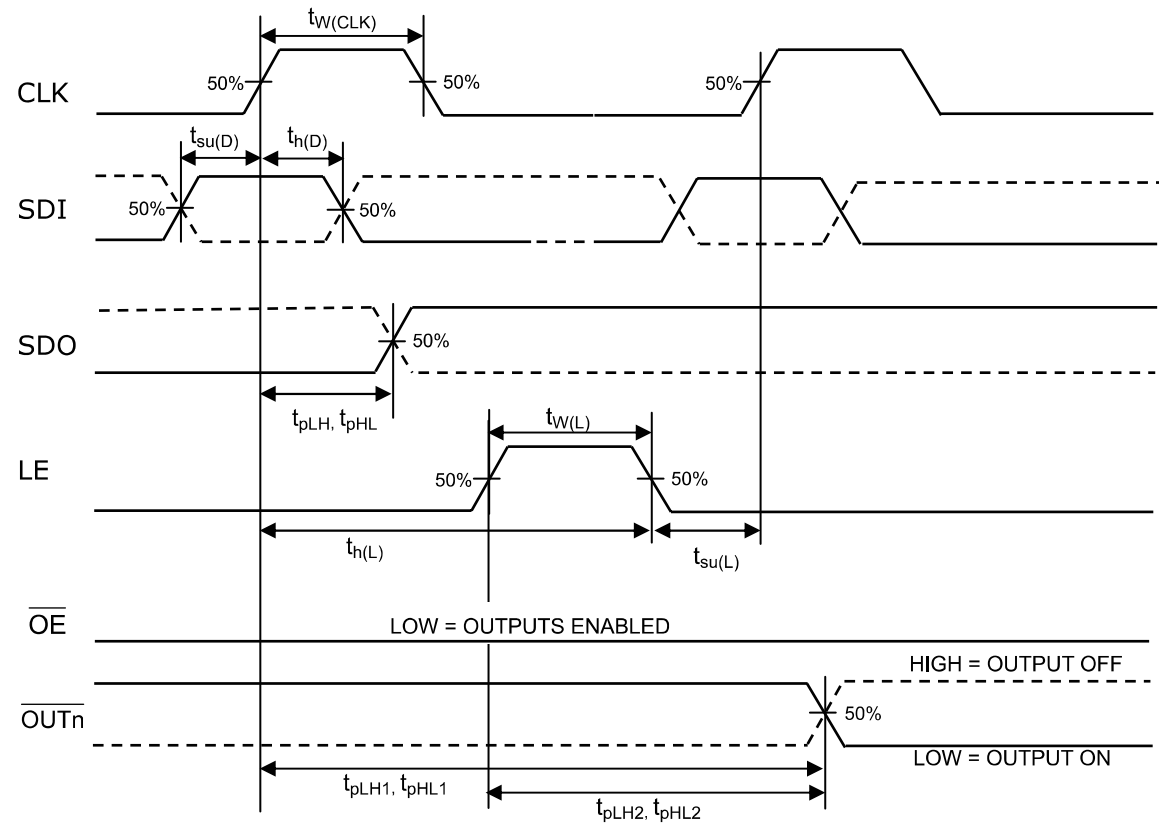 tW(CLK)
CLK
50%
50%
50%
tsu(D)
th(D)
SDI
50%
50%
SDO
50%
tpLH, tpHL
tW(L)
LE
50%
50%
th(L)
tsu(L)
OE
LOW = OUTPUTS ENABLED
HIGH = OUTPUT OFF
OUTn
50%
LOW = OUTPUT ON
tpLH1, tpHL1
tpLH2, tpHL2